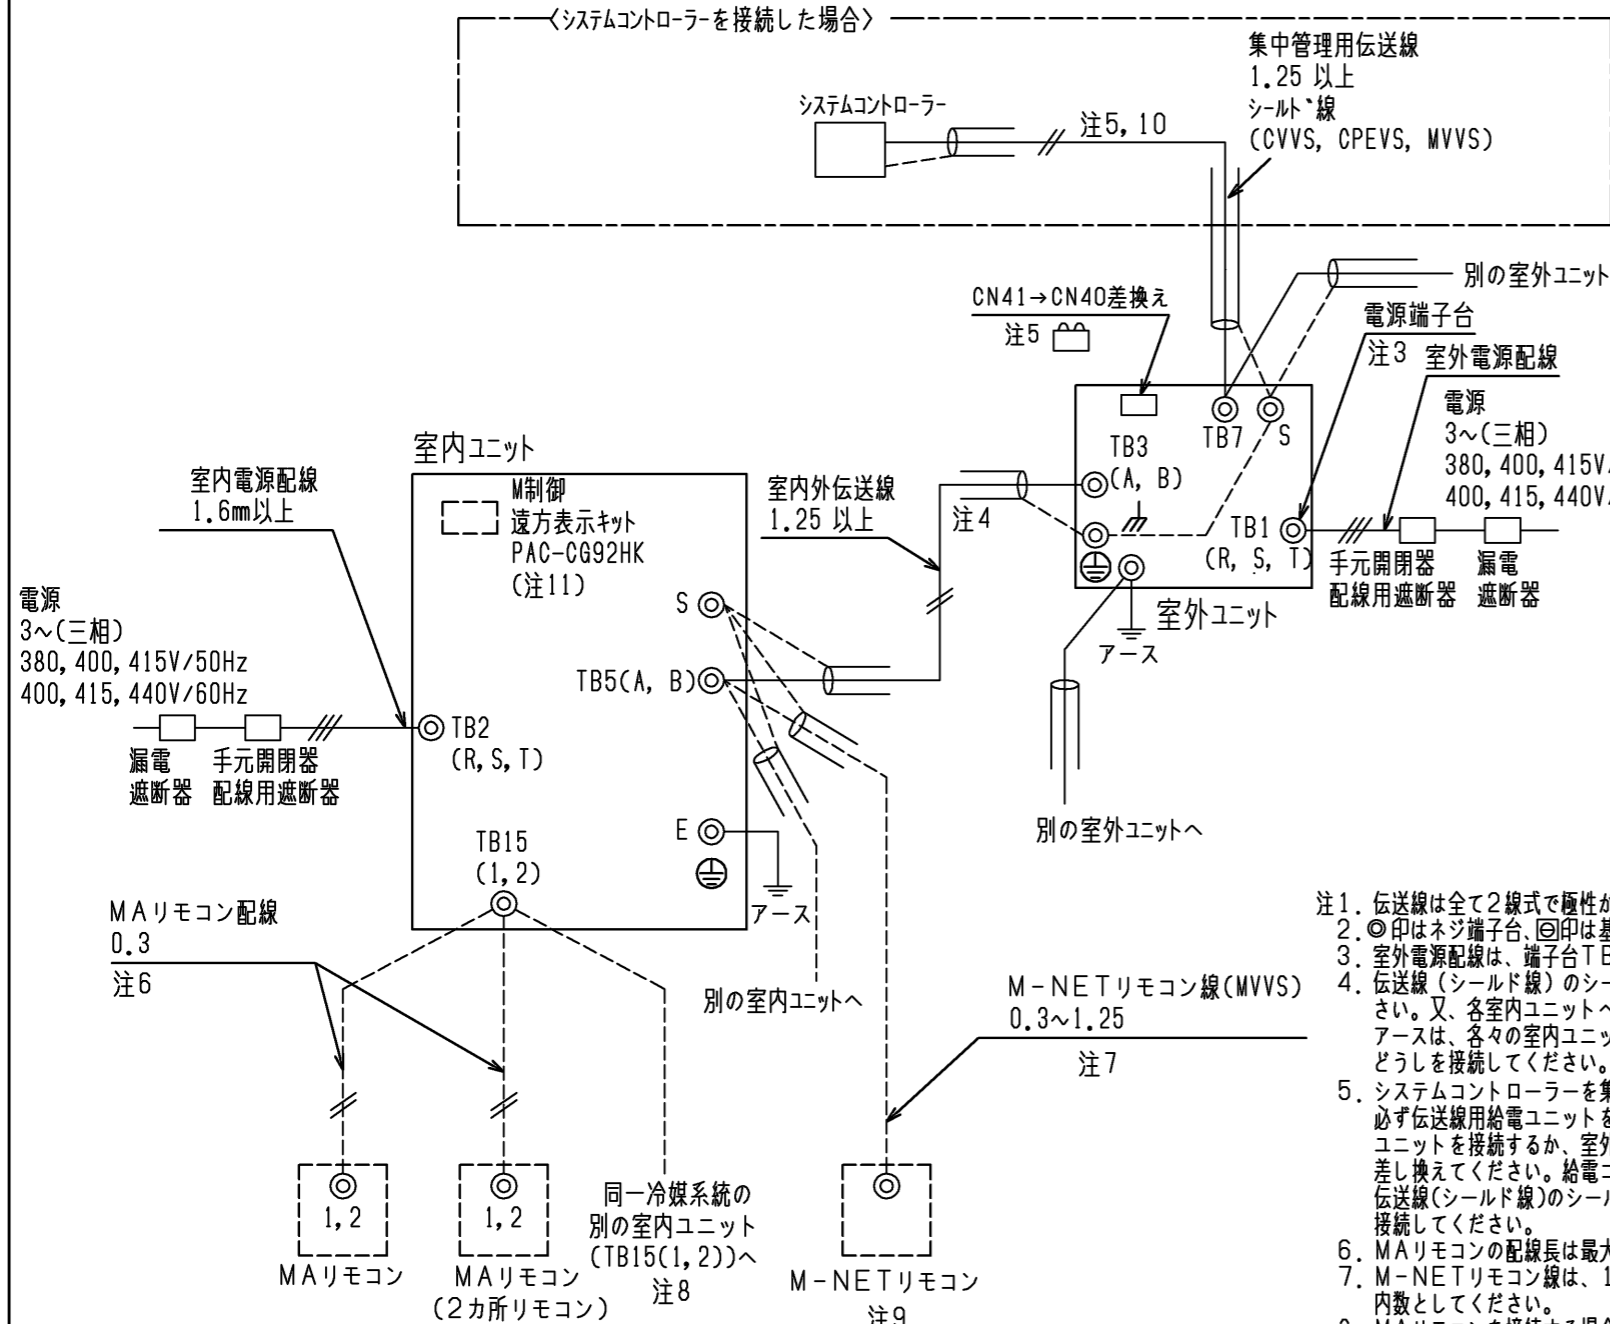 〈システムコントローラーを接続した場合〉
集中管理用伝送線
1.25 以上
シールド線
(CVVS, CPEVS, MVVS)
システムコントローラー
注5, 10
別の室外ユニット
CN41→CN40差換え
注5
電源端子台
注3
室外電源配線
電源
3～(三相)
380, 400, 415V/
400, 415, 440V/
TB3
(A, B)
TB7
S
TB1
(R, S, T)
手元開閉器
配線用遮断器
漏電
遮断器
室外ユニット
アース
別の室外ユニットへ
室内ユニット
室内電源配線
1.6mm以上
M制御
遠方表示キット
PAC-CG92HK
(注11)
室内外伝送線
1.25 以上
注4
電源
3～(三相)
380, 400, 415V/50Hz
400, 415, 440V/60Hz
漏電
遮断器
手元開閉器
配線用遮断器
S
TB5(A, B)
TB2
(R, S, T)
E
アース
TB15
(1, 2)
MAリモコン配線
0.3
注6
別の室内ユニットへ
M-NETリモコン線(MVVS)
0.3～1.25
注7
1, 2
MAリモコン
1, 2
MAリモコン
(2カ所リモコン)
同一冷媒系統の
別の室内ユニット
(TB15(1, 2))へ
注8
M-NETリモコン
注9
注1. 伝送線は全て2線式で極性が
2. ◎印はネジ端子台、回印は基
3. 室外電源配線は、端子台TB
4. 伝送線(シールド線)のシー
さい。又、各室内ユニットへ
アースは、各々の室内ユニッ
どうしを接続してください。
5. システムコントローラーを集
必ず伝送線用給電ユニットを
ユニットを接続するか、室外
差し換えてください。給電ユ
伝送線(シールド線)のシール
接続してください。
6. MAリモコンの配線長は最大
7. M-NETリモコン線は、1
内数としてください。